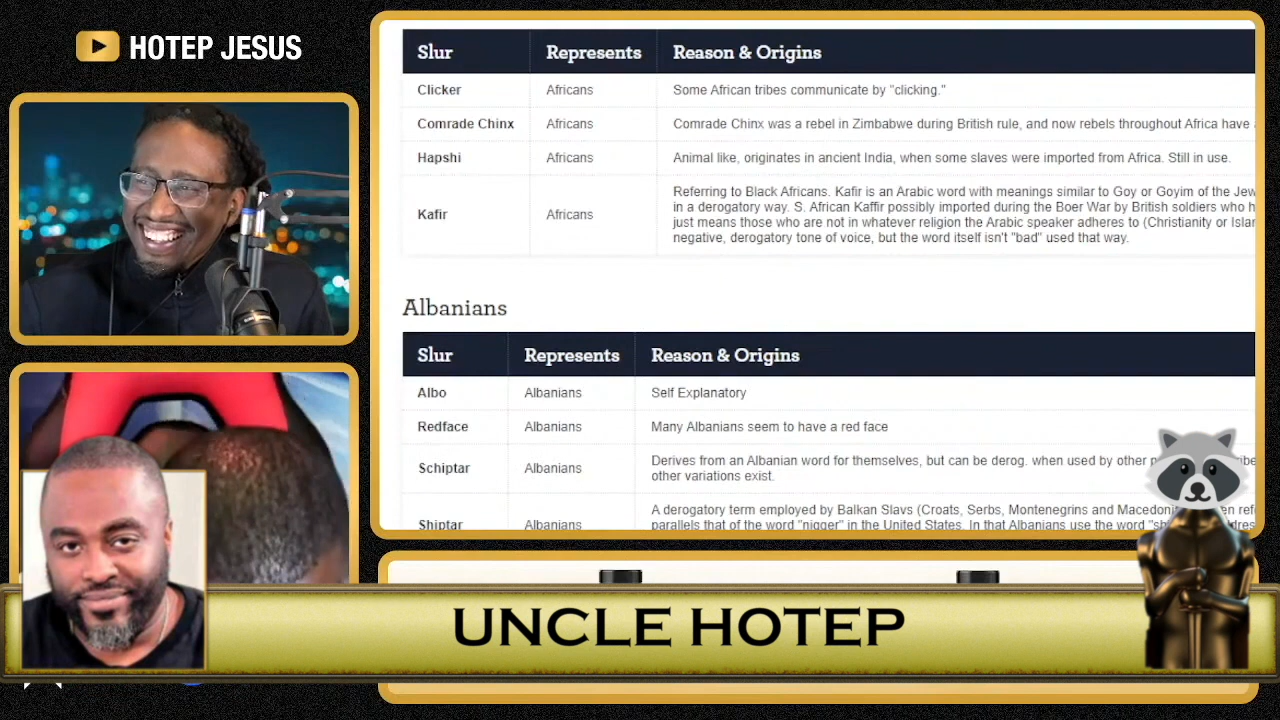 HOTEP JESUS
Slur Represents Reason & Origins
Clicker Africans Some African tribes communicate by "clicking."
Comrade Chinx Africans Comrade Chinx was a rebel in Zimbabwe during British rule, and now rebels throughout Africa have
Hapshi Africans Animal like, originates in ancient India, when some slaves were imported from Africa. Still in use.
Referring to Black Africans. Kafir is an Arabic word with meanings similar to Goy or Goyim of the Jew
in a derogatory way. S. African Kaffir possibly imported during the Boer War by British soldiers who h
Kafir Africans
just means those who are not in whatever religion the Arabic speaker adheres to (Christianity or Islar
negative, derogatory tone of voice, but the word itself isn't "bad" used that way.
Albanians
Slur Represents Reason & Origins
Albo Albanians Self Explanatory
Redface Albanians Many Albanians seem to have a red face
Schiptar Albanians Derives from an Albanian word for themselves, but can be derog. when used by other
other variations exist.
A derogatory term employed by Balkan Slavs (Croats, Serbs, Montenegrins and
Shiptar Albanians parallels that of the word "nigger" in the United States. In that Albanians use the word
UNCLE HOTEP